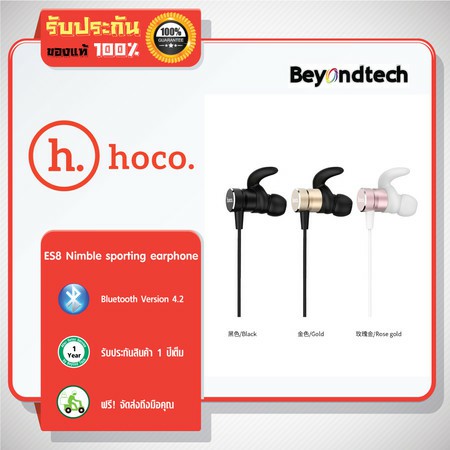 รับประกัน
ของแท้ 100%
100%
GUARANTEE
Beyondtech
h. hoco.
ES8 Nimble sporting earphone
Bluetooth Version 4.2
1
Year
รับประกันสินค้า 1 ปีเต็ม
ฟรี! จัดส่งถึงมือคุณ
黑色/Black
金色/Gold
玫瑰金/Rose gold